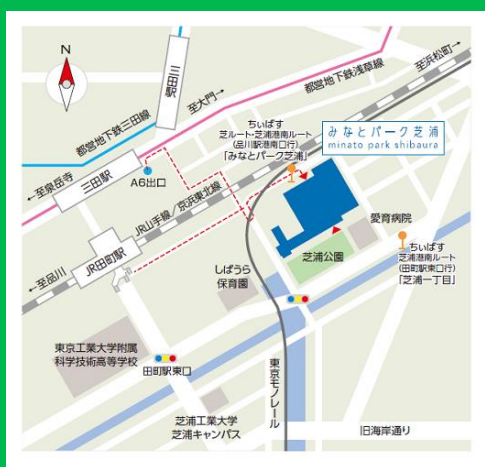 N
三田駅
都営地下鉄三田線
至大門→
都営地下鉄浅草線
至浜松町→
ちぃばす
芝ルート・芝浦港南ルート
(品川駅港南口行)
「みなとパーク芝浦」
みなとパーク芝浦
minato park shibaura
←至泉岳寺
三田駅
A6出口
JR山手線/京浜東北線
愛育病院
JR田町駅
←至品川
芝浦公園
ちぃばす
芝浦港南ルート
(田町駅東口行)
「芝浦一丁目」
しばうら
保育園
東京工業大学附属
科学技術高等学校
田町駅東口
東京モノレール
芝浦工業大学
芝浦キャンパス
旧海岸通り